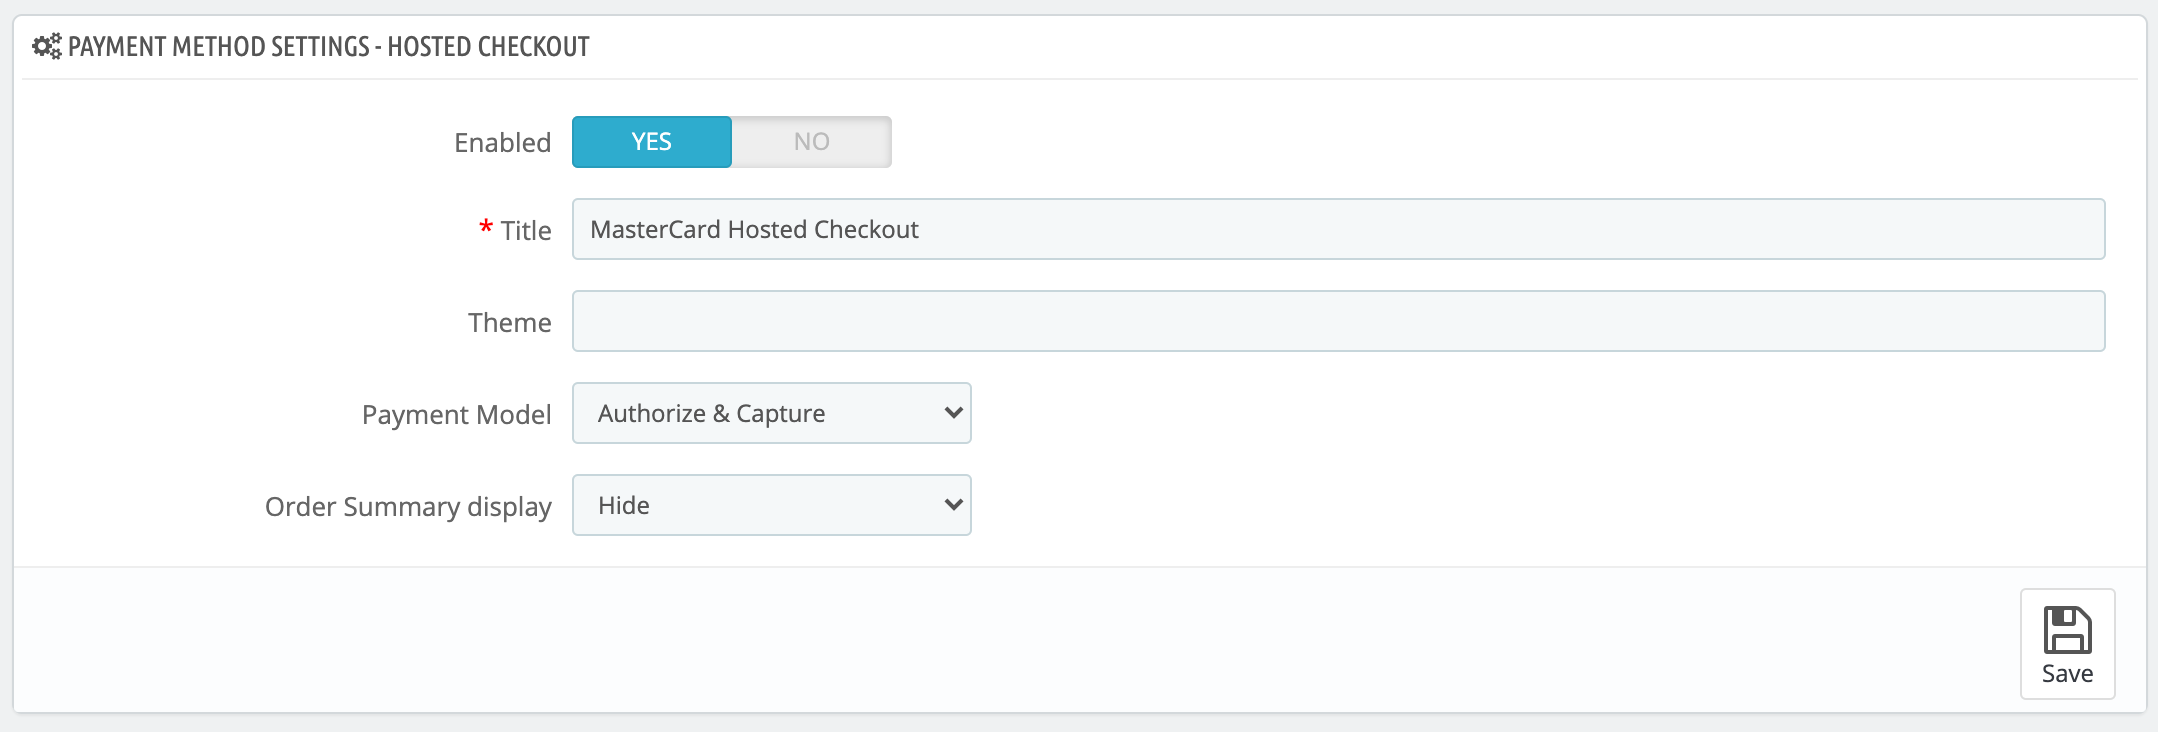 PAYMENT METHOD SETTINGS - HOSTED CHECKOUT
Enabled YES NO
* Title MasterCard Hosted Checkout
Theme
Payment Model Authorize & Capture
Order Summary display Hide
Save